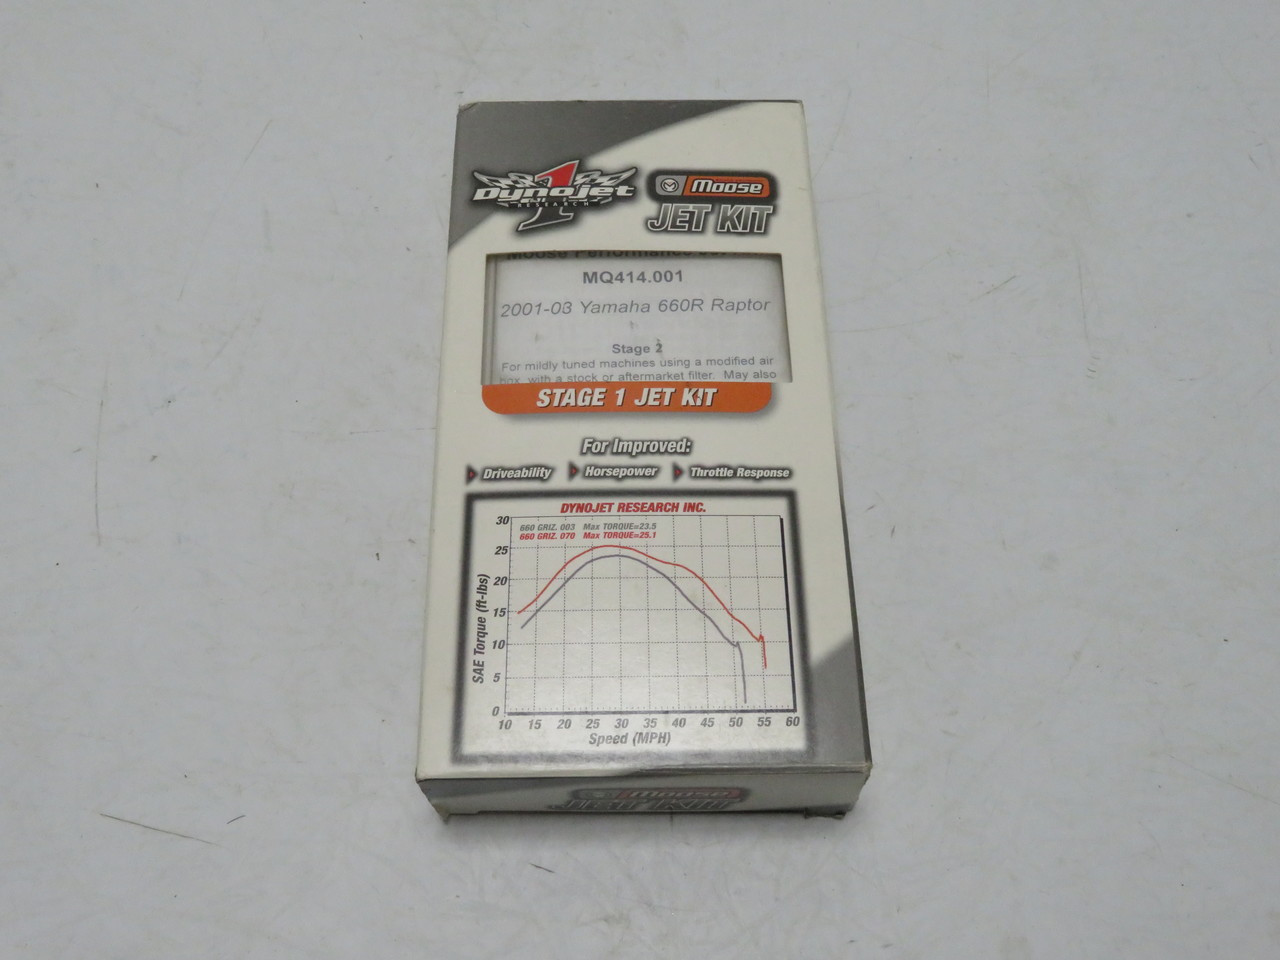 1
Dynojet
RESEARCH
Moose
JET KIT
Moose Performance
MQ414.001
2001-03 Yamaha 660R Raptor
Stage 2
For mildly tuned machines using a modified air
box, with a stock or aftermarket filter. May also
STAGE 1 JET KIT
For Improved:
Driveability Horsepower Throttle Response
DYNOJET RESEARCH INC.
660 GRIZ. 003 Max TORQUE=23.5
660 GRIZ. 070 Max TORQUE=25.1
SAE Torque (ft-lbs)
30
25
20
15
10
5
0
10 15 20 25 30 35 40 45 50 55 60
Speed (MPH)
Moose
JET KIT